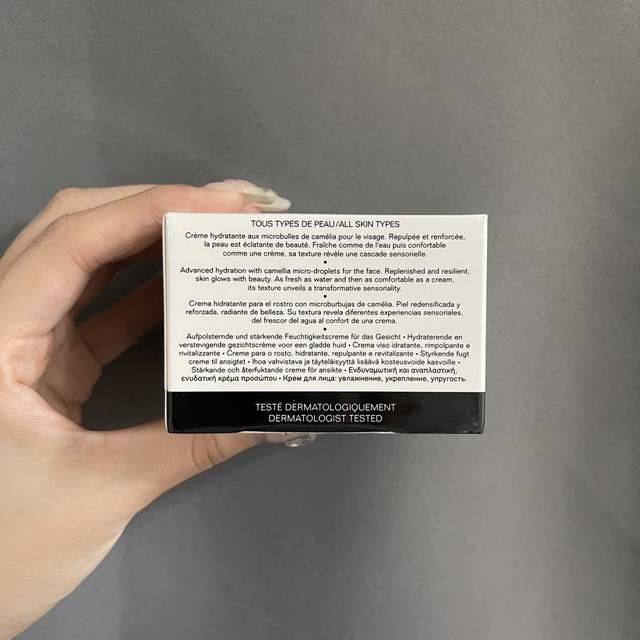 TOUS TYPES DE PEAU/ALL SKIN TYPES
Crème hydratante aux microbulles de camélia pour le visage. Repulpée et renforcée,
la peau est éclatante de beauté. Fraîche comme de l'eau puis confortable
comme une crème, sa texture révèle une cascade sensorielle.
•
Advanced hydration with camellia micro-droplets for the face. Replenished and resilient,
skin glows with beauty. As fresh as water and then as comfortable as a cream,
its texture unveils a transformative sensoriality.
•
Crema hidratante para el rostro con microburbujas de camélia. Piel redensificada y
reforzada, radiante de belleza. Su textura revela diferentes experiencias sensoriales,
del frescor del agua al confort de una crema.
•
Aufpolsternde und stärkende Feuchtigkeitscreme für das Gesicht • Hydraterende en
verstevigende gezichtscrème voor een gladde huid • Crema viso idratante, rimpolpante e
rivitalizzante • Creme para o rosto, hidratante, repulpante e revitalizante • Styrkende fugt
creme til ansigtet • Ihoa vahvistava ja täyteläisyyttä lisäävä kosteusvoide kasvoille •
Stärkande och återfuktande creme för ansikte • Ενδυναμωτική και αναπλαστική,
ενυδατική κρέμα προσώπου • Крем для лица: увлажнение, укрепление, упругость.
TESTÉ DERMATOLOGIQUEMENT
DERMATOLOGIST TESTED